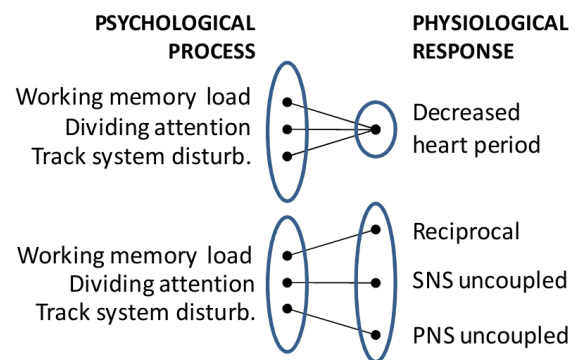 PSYCHOLOGICAL
PROCESS
PHYSIOLOGICAL
RESPONSE
Working memory load
Dividing attention
Track system disturb.
Decreased
heart period
Working memory load
Dividing attention
Track system disturb.
Reciprocal
SNS uncoupled
PNS uncoupled